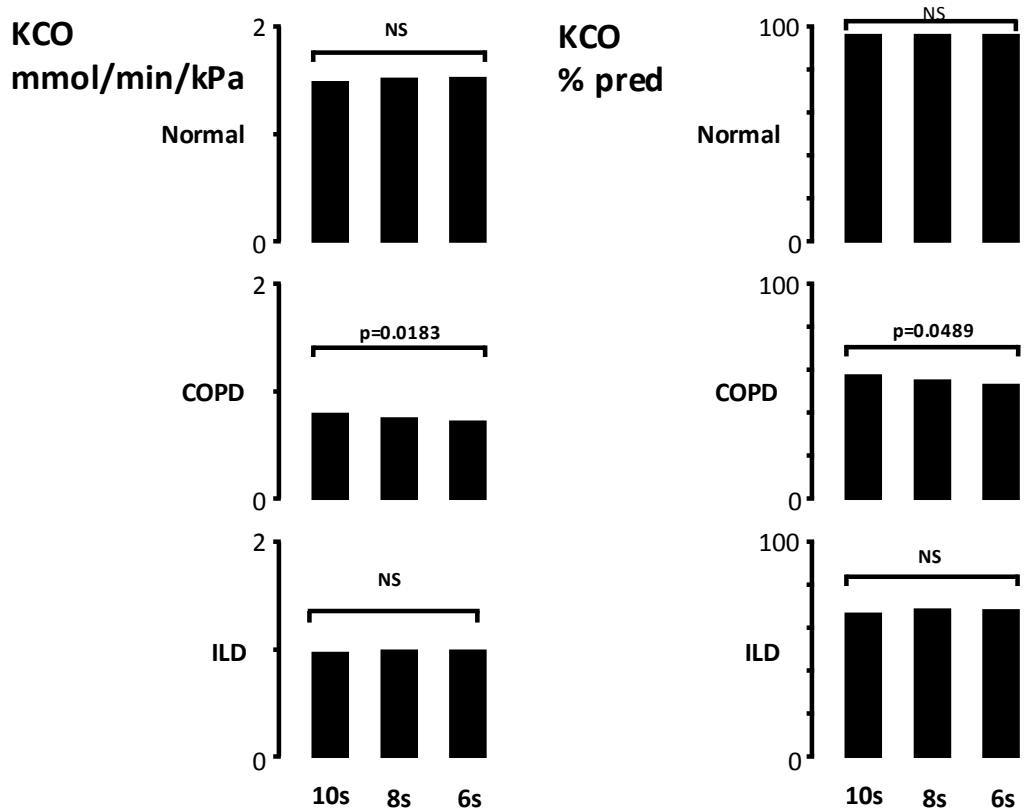 KCO
mmol/min/kPa
2
NS
Normal
0
2
p=0.0183
COPD
0
2
NS
ILD
0
10s 8s 6s
KCO
% pred
100
NS
Normal
0
100
p=0.0489
COPD
0
100
NS
ILD
0
10s 8s 6s